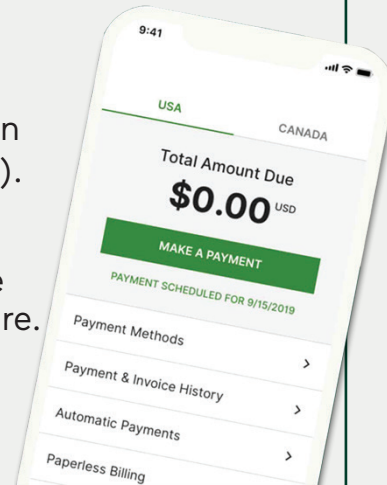 n
).
e
re.
9:41
USA
CANADA
Total Amount Due
$0.00 USD
MAKE A PAYMENT
PAYMENT SCHEDULED FOR 9/15/2019
Payment Methods
Payment & Invoice History
Automatic Payments
Paperless Billing